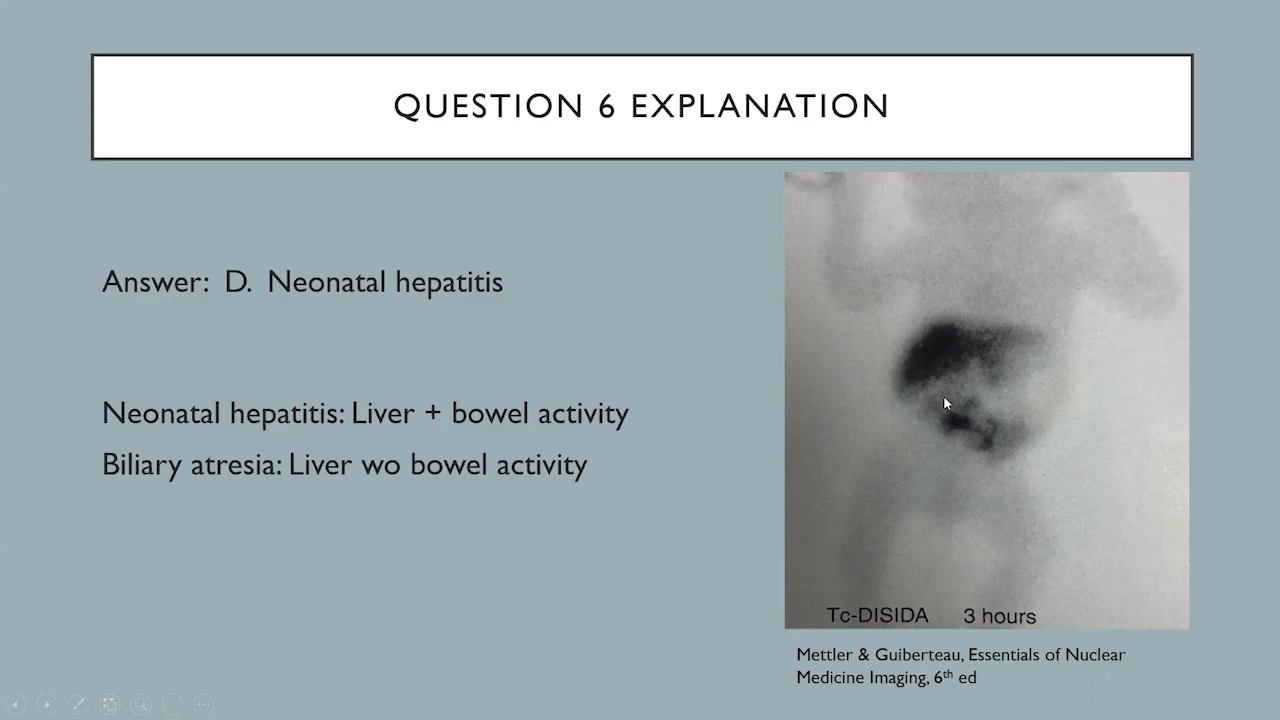 QUESTION 6 EXPLANATION
Answer: D. Neonatal hepatitis
Neonatal hepatitis: Liver + bowel activity
Biliary atresia: Liver wo bowel activity
Tc-DISIDA 3 hours
Mettler & Guiberteau, Essentials of Nuclear
Medicine Imaging, 6th ed